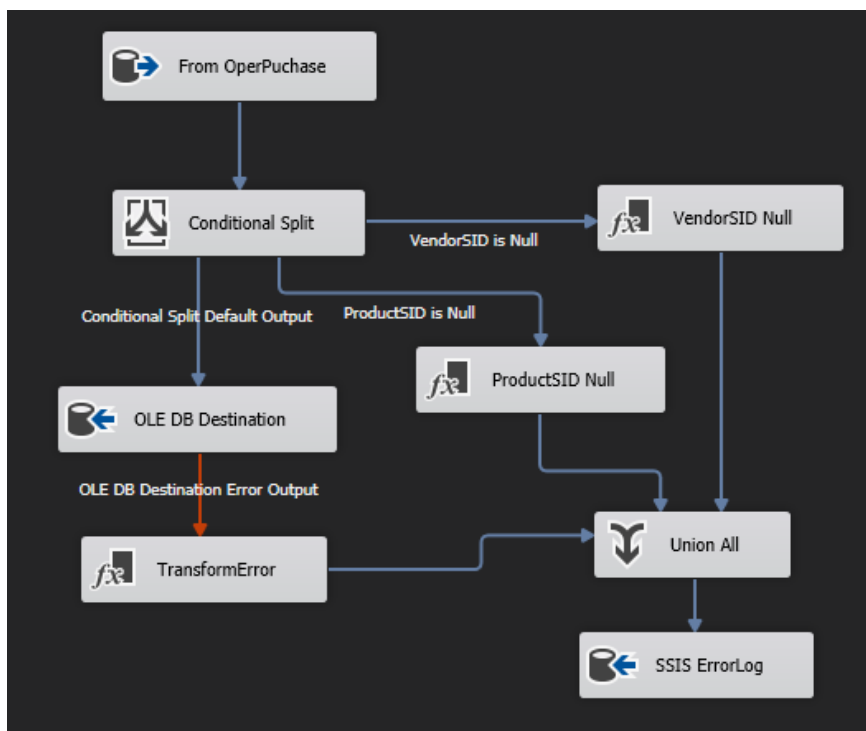 From OperPuchase
Conditional Split
VendorSID is Null
VendorSID Null
Conditional Split Default Output
ProductSID is Null
ProductSID Null
OLE DB Destination
OLE DB Destination Error Output
TransformError
Union All
SSIS ErrorLog